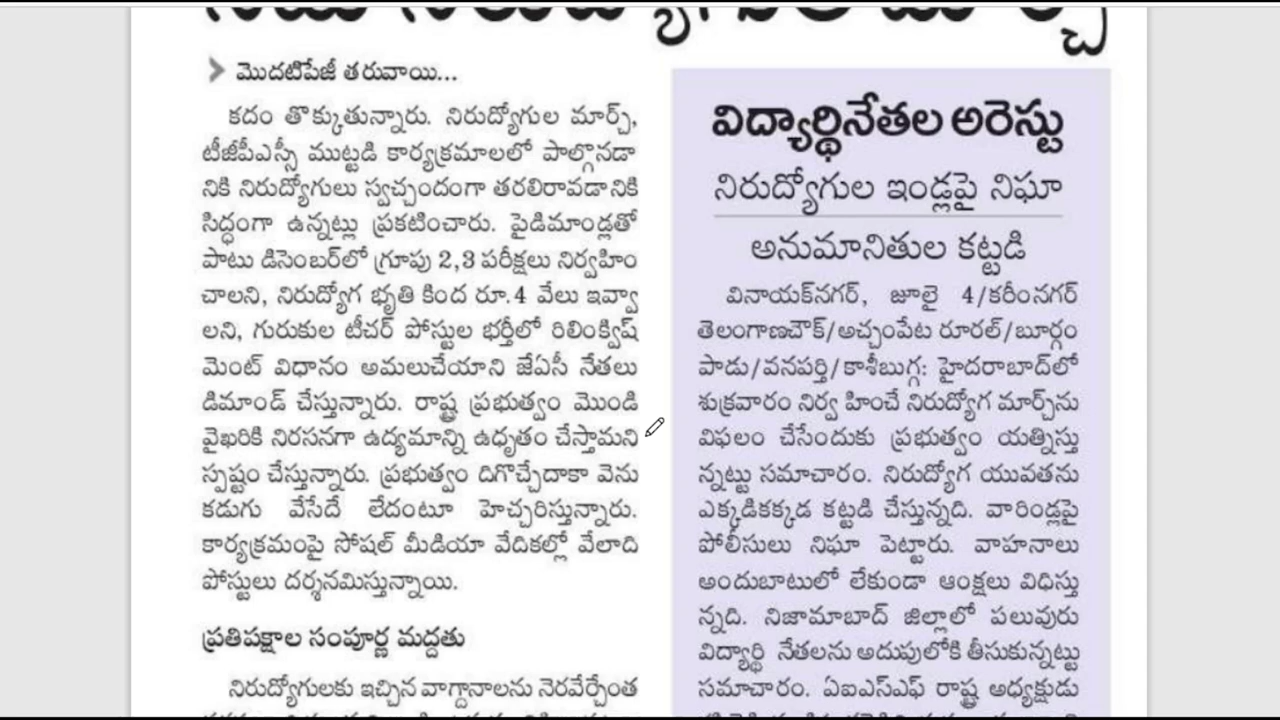 మొదటిపేజీ తరువాయి...
కదం తొక్కుతున్నారు. నిరుద్యోగుల మార్చ్,
టీజీపీఎస్సీ ముట్టడి కార్యక్రమాలలో పాల్గొనడా
నికి నిరుద్యోగులు స్వచ్ఛందంగా తరలిరావడానికి
సిద్ధంగా ఉన్నట్లు ప్రకటించారు. పైడిమాండ్లతో
పాటు డిసెంబర్‌లో గ్రూపు 2,3 పరీక్షలు నిర్వహిం
చాలని, నిరుద్యోగ భృతి కింద రూ.4 వేలు ఇవ్వా
లని, గురుకుల టీచర్ పోస్టుల భర్తీలో రిలింక్విష్
మెంట్ విధానం అమలుచేయాని జేఏసీ నేతలు
డిమాండ్ చేస్తున్నారు. రాష్ట్ర ప్రభుత్వం మొండి
వైఖరికి నిరసనగా ఉద్యమాన్ని ఉధృతం చేస్తామని
స్పష్టం చేస్తున్నారు. ప్రభుత్వం దిగొచ్చేదాకా వెను
కడుగు వేసేదే లేదంటూ హెచ్చరిస్తున్నారు.
కార్యక్రమంపై సోషల్ మీడియా వేదికల్లో వేలాది
పోస్టులు దర్శనమిస్తున్నాయి.
ప్రతిపక్షాల సంపూర్ణ మద్దతు
నిరుద్యోగులకు ఇచ్చిన వాగ్దానాలను నెరవేర్చేంత
విద్యార్థినేతల అరెస్టు
నిరుద్యోగుల ఇండ్లపై నిఘా
అనుమానితుల కట్టడి
వినాయక్‌నగర్, జూలై 4/కరీంనగర్
తెలంగాణచౌక్/అచ్చంపేట రూరల్/బూర్గం
పాడు/వనపర్తి/కాశీబుగ్గ: హైదరాబాద్‌లో
శుక్రవారం నిర్వ హించే నిరుద్యోగ మార్చ్‌ను
విఫలం చేసేందుకు ప్రభుత్వం యత్నిస్తు
న్నట్టు సమాచారం. నిరుద్యోగ యువతను
ఎక్కడికక్కడ కట్టడి చేస్తున్నది. వారిండ్లపై
పోలీసులు నిఘా పెట్టారు. వాహనాలు
అందుబాటులో లేకుండా ఆంక్షలు విధిస్తు
న్నది. నిజామాబాద్ జిల్లాలో పలువురు
విద్యార్థి నేతలను అదుపులోకి తీసుకున్నట్టు
సమాచారం. ఏఐఎస్ఎఫ్ రాష్ట్ర అధ్యక్షుడు